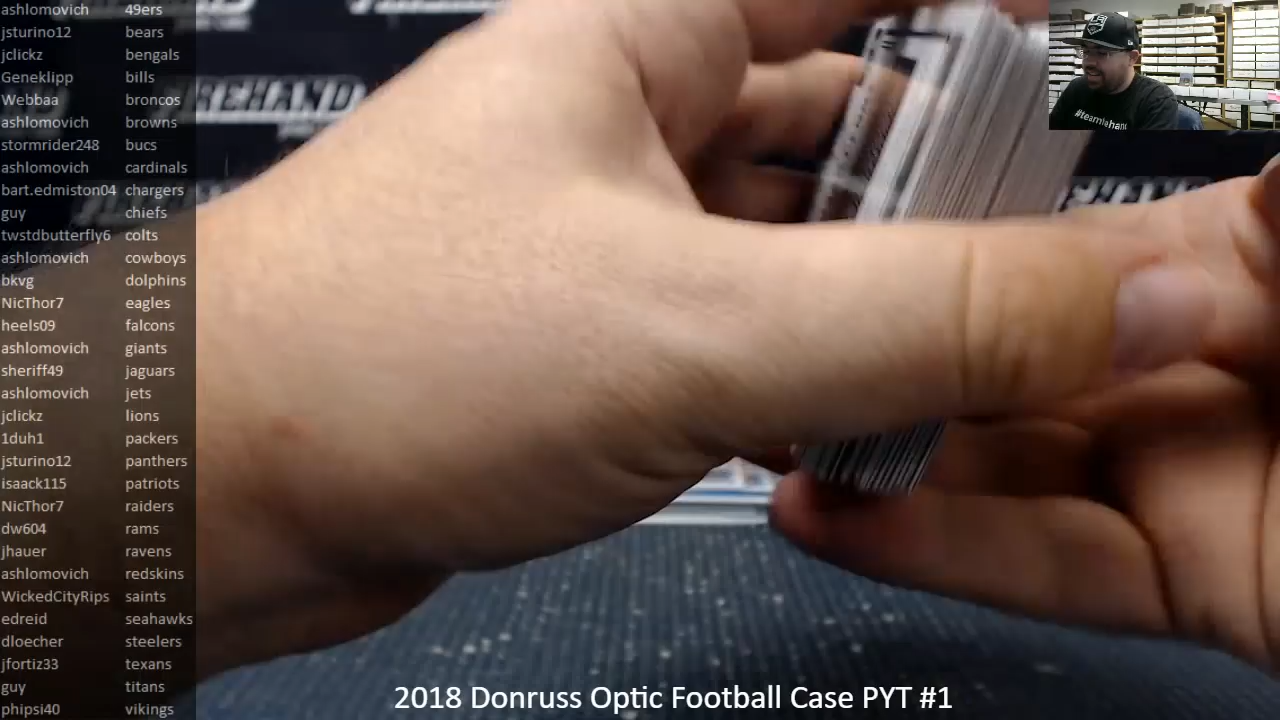 ashlomovich 49ers
jsturino12 bears
jclickz bengals
Geneklipp bills
Webbaa broncos
ashlomovich browns
stormrider248 bucs
ashlomovich cardinals
bart.edmiston04 chargers
guy chiefs
twstdbutterfly6 colts
ashlomovich cowboys
bkvg dolphins
NicThor7 eagles
heels09 falcons
ashlomovich giants
sheriff49 jaguars
ashlomovich jets
jclickz lions
1duh1 packers
jsturino12 panthers
isaack115 patriots
NicThor7 raiders
dw604 rams
jhauer ravens
ashlomovich redskins
WickedCityRips saints
edreid seahawks
dloecher steelers
jfortiz33 texans
guy titans
phipsi40 vikings
2018 Donruss Optic Football Case PYT #1